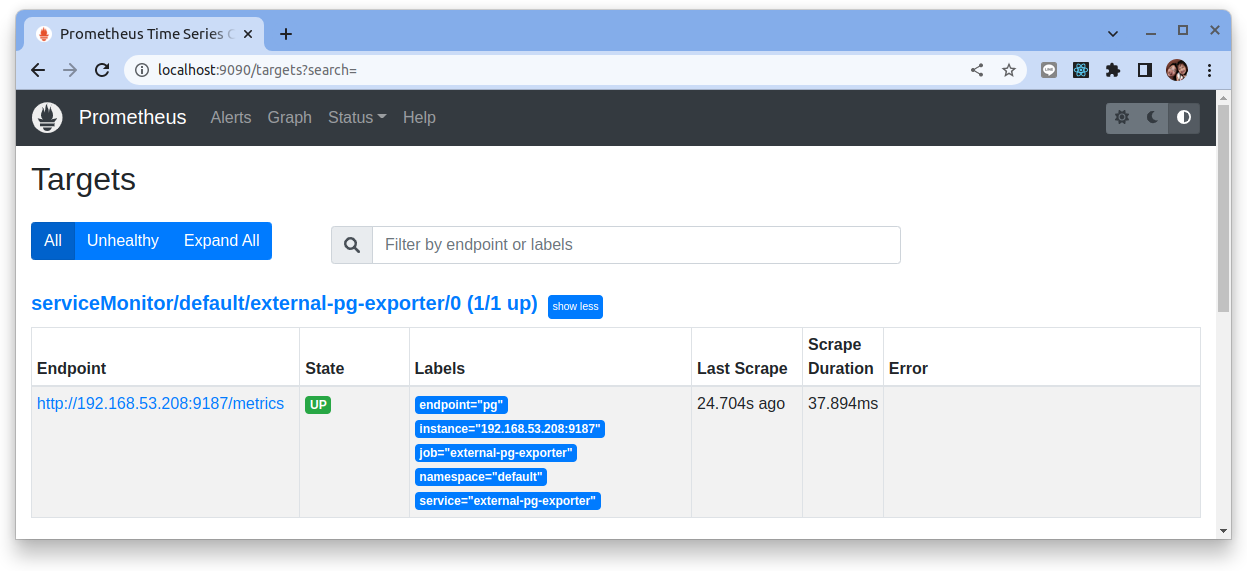 Prometheus Time Series C
localhost:9090/targets?search=
Prometheus Alerts Graph Status Help
Targets
All Unhealthy Expand All
Filter by endpoint or labels
serviceMonitor/default/external-pg-exporter/0 (1/1 up) show less
Endpoint State Labels Last Scrape Scrape Duration Error
http://192.168.53.208:9187/metrics UP endpoint="pg" 24.704s ago 37.894ms
instance="192.168.53.208:9187"
job="external-pg-exporter"
namespace="default"
service="external-pg-exporter"